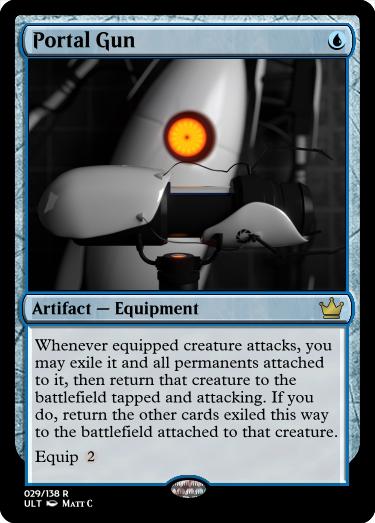 Portal Gun
Artifact — Equipment
Whenever equipped creature attacks, you
may exile it and all permanents attached
to it, then return that creature to the
battlefield tapped and attacking. If you
do, return the other cards exiled this way
to the battlefield attached to that creature.
Equip 2
029/138 R
ULT Matt C